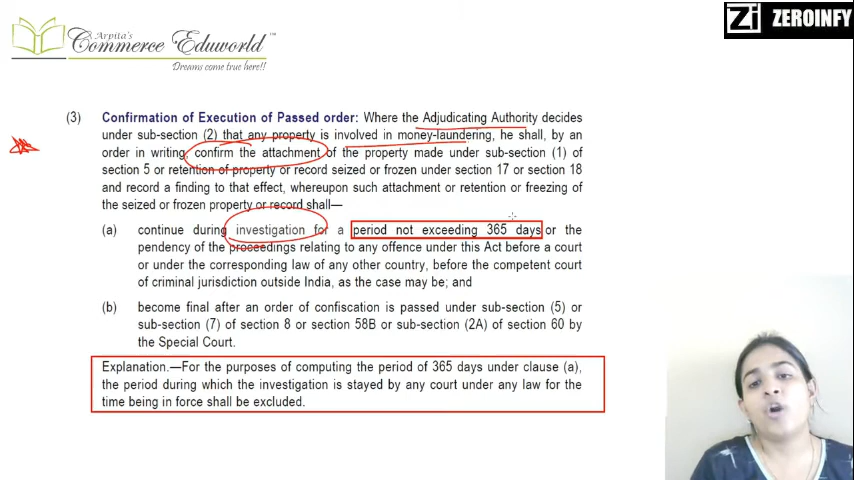 Zi ZEROINFY
Arpita's
Commerce Eduworld™
Dreams come true here!!
(3) Confirmation of Execution of Passed order: Where the Adjudicating Authority decides
under sub-section (2) that any property is involved in money-laundering, he shall, by an
order in writing, confirm the attachment of the property made under sub-section (1) of
section 5 or retention of property or record seized or frozen under section 17 or section 18
and record a finding to that effect, whereupon such attachment or retention or freezing of
the seized or frozen property or record shall—
(a) continue during investigation for a period not exceeding 365 days or the
pendency of the proceedings relating to any offence under this Act before a court
or under the corresponding law of any other country, before the competent court
of criminal jurisdiction outside India, as the case may be; and
(b) become final after an order of confiscation is passed under sub-section (5) or
sub-section (7) of section 8 or section 58B or sub-section (2A) of section 60 by
the Special Court.
Explanation.—For the purposes of computing the period of 365 days under clause (a),
the period during which the investigation is stayed by any court under any law for the
time being in force shall be excluded.